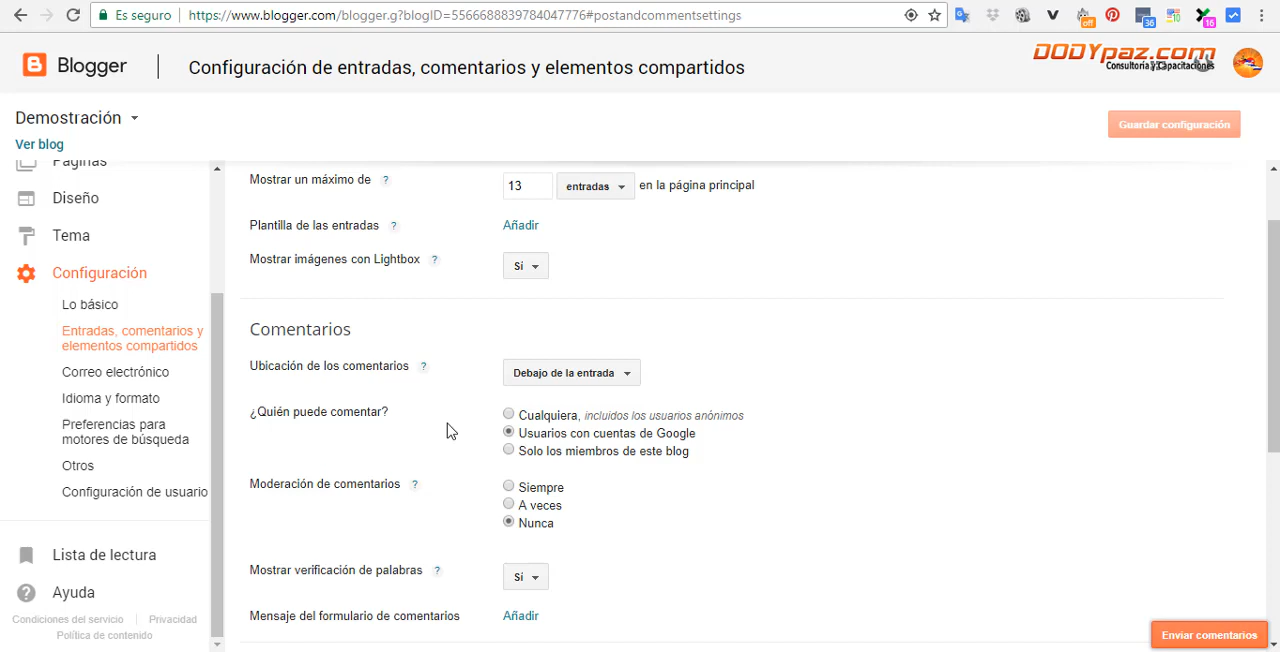 Es seguro
https://www.blogger.com/blogger.g?blogID=5566688839784047776#postandcommentsettings
off
36
10
16
Blogger
Configuración de entradas, comentarios y elementos compartidos
DODYpaz.com
Consultoría y Capacitaciones
Demostración
Guardar configuración
Ver blog
Páginas
Diseño
Tema
Configuración
Lo básico
Entradas, comentarios y
elementos compartidos
Correo electrónico
Idioma y formato
Preferencias para
motores de búsqueda
Otros
Configuración de usuario
Lista de lectura
Ayuda
Condiciones del servicio
Privacidad
Política de contenido
Mostrar un máximo de ? 13 entradas en la página principal
Plantilla de las entradas ? Añadir
Mostrar imágenes con Lightbox ? Sí
Comentarios
Ubicación de los comentarios ? Debajo de la entrada
¿Quién puede comentar?
Cualquiera, incluidos los usuarios anónimos
Usuarios con cuentas de Google
Solo los miembros de este blog
Moderación de comentarios ?
Siempre
A veces
Nunca
Mostrar verificación de palabras ? Sí
Mensaje del formulario de comentarios Añadir
Enviar comentarios